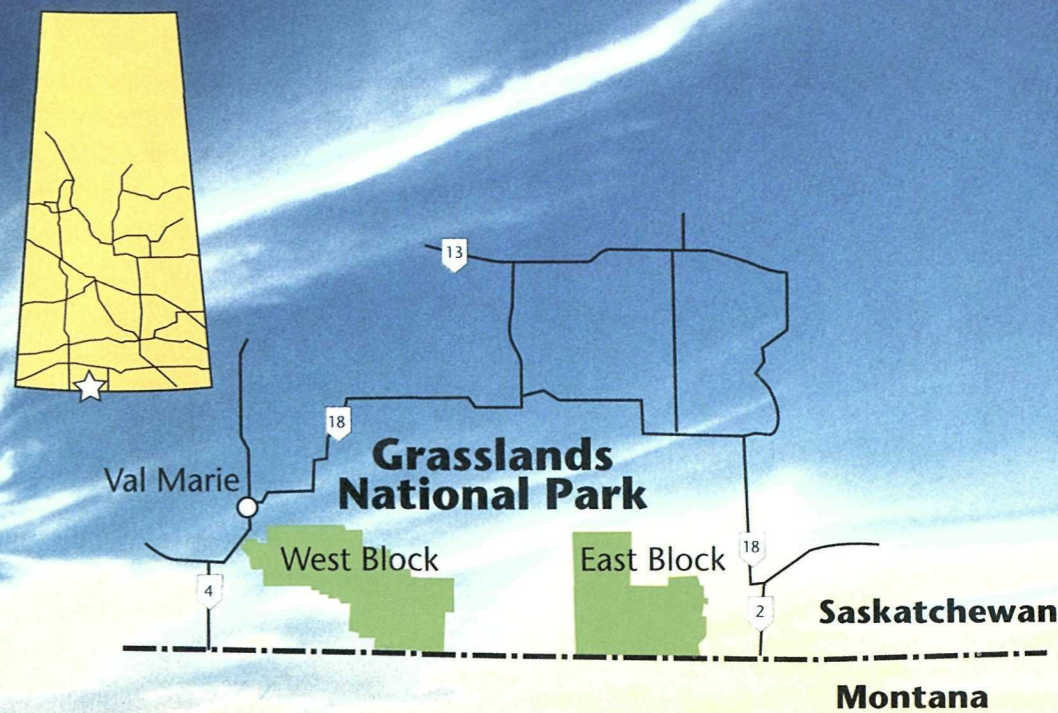 13
18
Grasslands
National Park
Val Marie
West Block
East Block
18
4
2
Saskatchewan
Montana